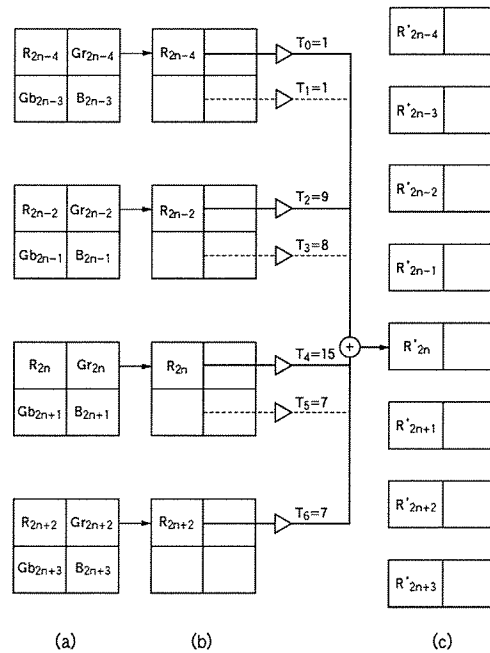 R2n−4 Gr2n−4 R2n−4 T0=1 R*2n−4
Gb2n−3 B2n−3 T1=1 R*2n−3
R2n−2 Gr2n−2 R2n−2 T2=9 R*2n−2
Gb2n−1 B2n−1 T3=8 R*2n−1
R2n Gr2n R2n T4=15 + R*2n
Gb2n+1 B2n+1 T5=7 R*2n+1
R2n+2 Gr2n+2 R2n+2 T6=7 R*2n+2
Gb2n+3 B2n+3 R*2n+3
(a) (b) (c)